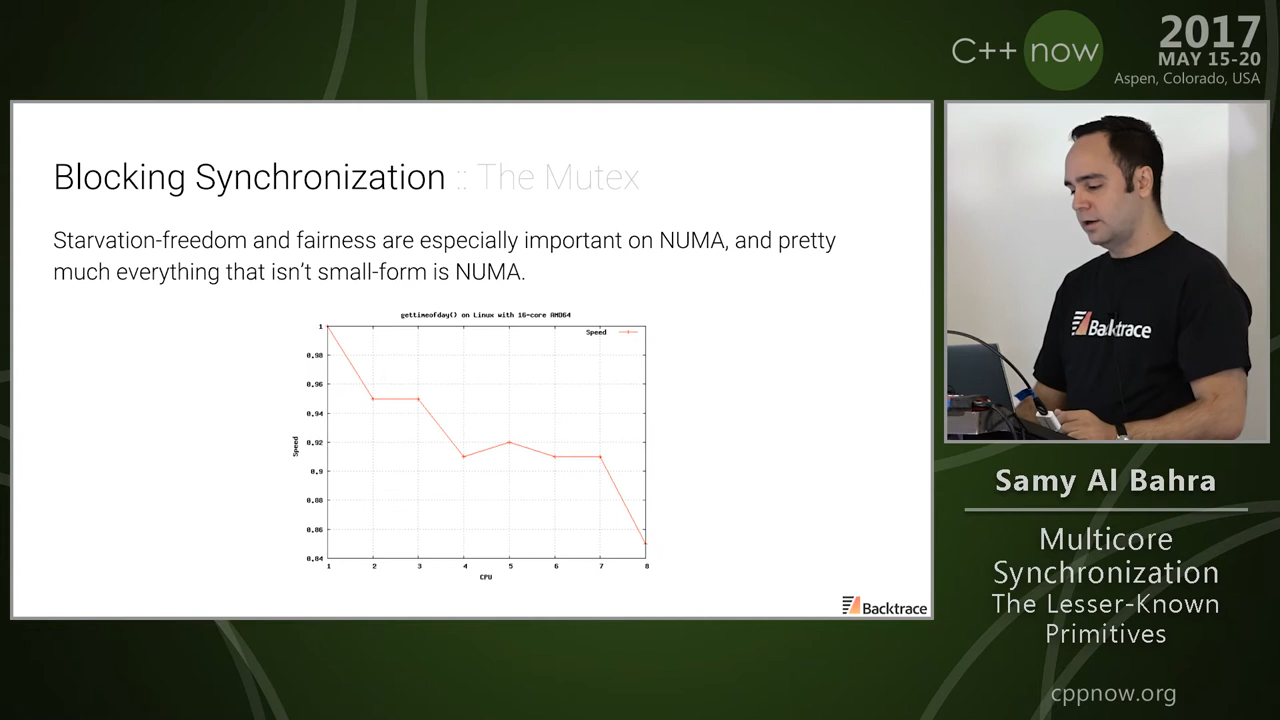 C++ now
2017
MAY 15-20
Aspen, Colorado, USA
Blocking Synchronization :: The Mutex
Starvation-freedom and fairness are especially important on NUMA, and pretty
much everything that isn't small-form is NUMA.
gettimeofday() on Linux with 16-core AMD64
Speed
1
0.98
0.96
0.94
0.92
0.9
0.88
0.86
0.84
Speed
1 2 3 4 5 6 7 8
CPU
Backtrace
Backtrace
Samy Al Bahra
Multicore
Synchronization
The Lesser-Known
Primitives
cppnow.org